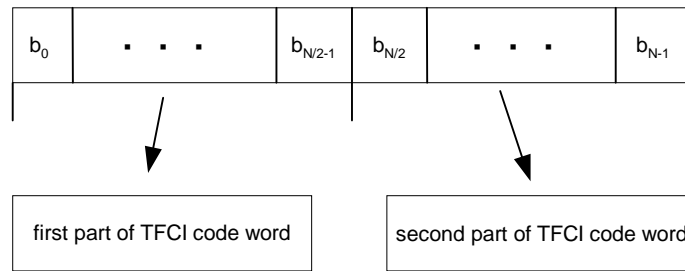 b0 . . . bN/2-1 bN/2 . . . bN-1
first part of TFCI code word
second part of TFCI code word